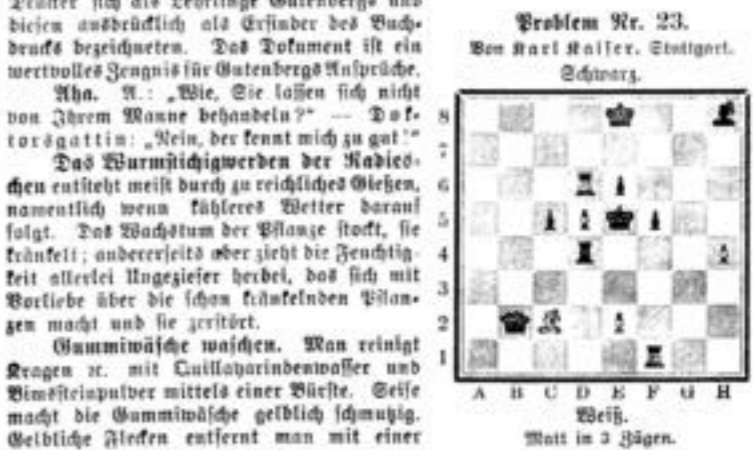 Drucker sich als Lehrlinge Gutenbergs und
diesen ausdrücklich als Erfinder des Buch-
drucks bezeichneten. Das Dokument ist ein
wertvolles Zeugnis für Gutenbergs Ansprüche.
Aha. A.: „Wie, Sie lassen sich nicht
von Ihrem Manne behandeln?“ — Dok-
torsgattin: „Nein, der kennt mich zu gut!“
Das Wurmstichigwerden der Radies-
chen entsteht meist durch zu reichliches Gießen,
namentlich wenn kühleres Wetter darauf
folgt. Das Wachstum der Pflanze stockt, sie
kränkelt; andererseits aber zieht die Feuchtig-
keit allerlei Ungeziefer herbei, das sich mit
Vorliebe über die schon kränkelnden Pflan-
zen macht und sie zerstört.
Gummiwäsche waschen. Man reinigt
Kragen ꝛc. mit Quillayarindenwasser und
Bimssteinpulver mittels einer Bürste. Seife
macht die Gummiwäsche gelblich schmutzig.
Gelbliche Flecken entfernt man mit einer
Problem Nr. 23.
Von Karl Kaiser, Stuttgart.
Schwarz.
8
7
6
5
4
3
2
1
A B C D E F G H
Weiß.
Matt in 3 Zügen.